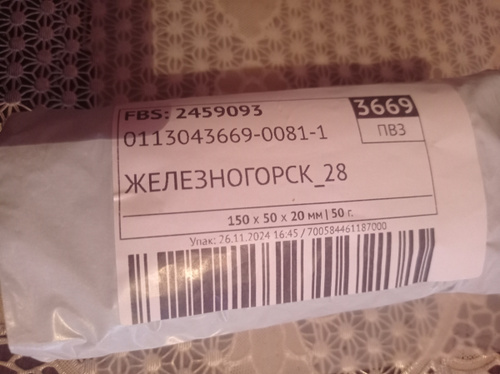 FBS: 2459093
3669
0113043669-0081-1
ПВЗ
ЖЕЛЕЗНОГОРСК_28
150 x 50 x 20 мм | 50 г.
Упак: 26.11.2024 16:45 / 700584461187000